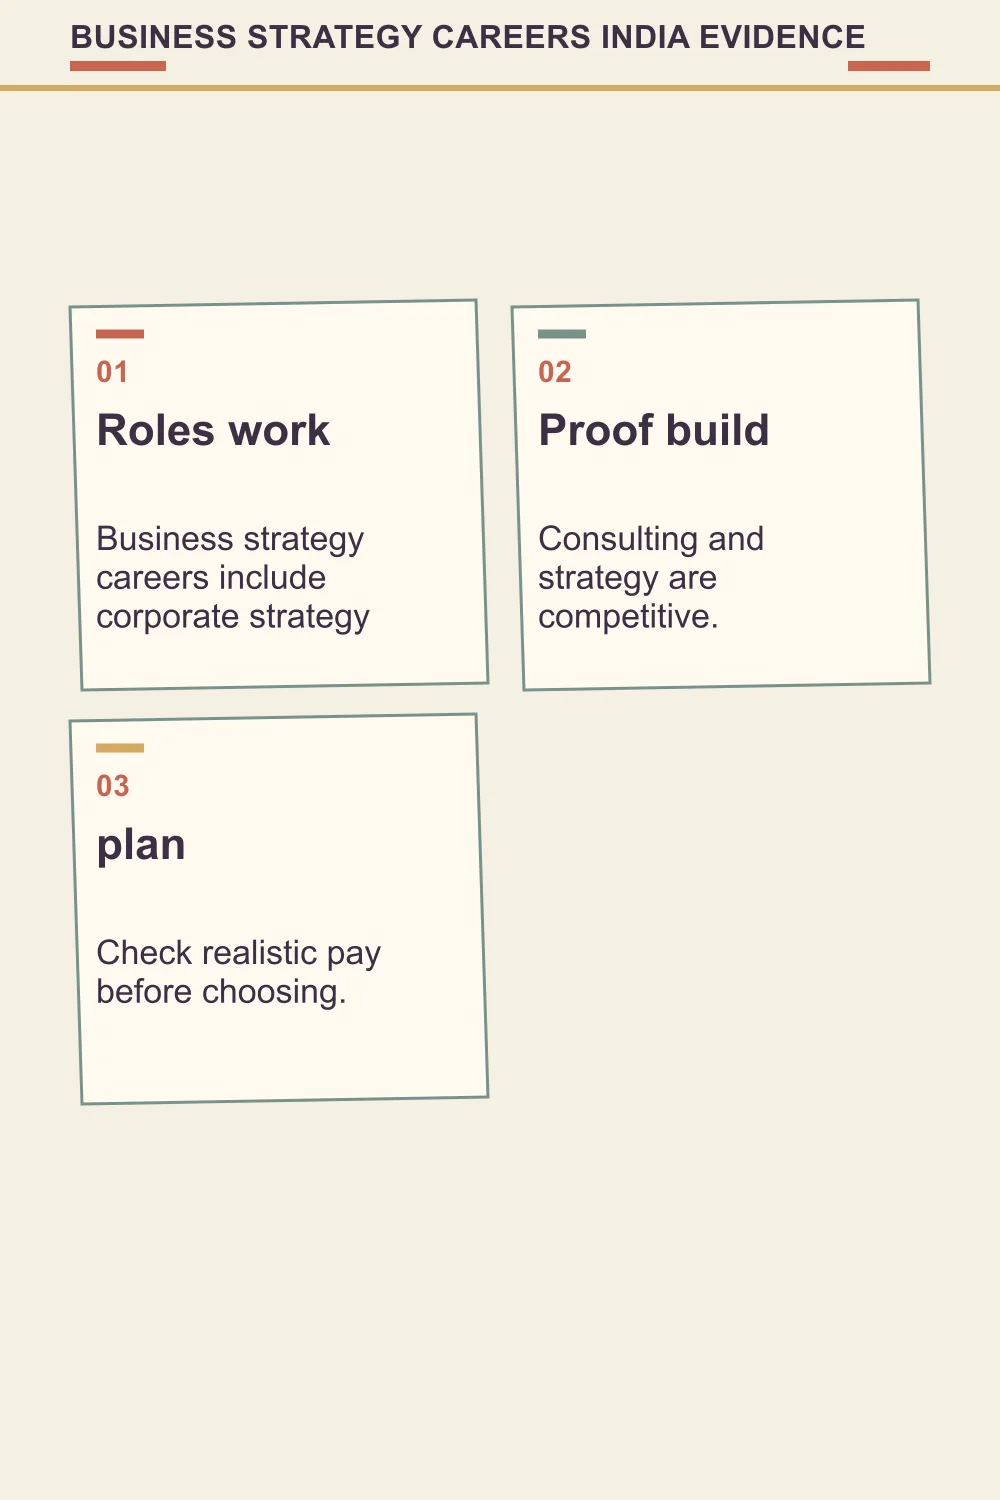 BUSINESS STRATEGY CAREERS INDIA EVIDENCE
01
Roles work
Business strategy
careers include
corporate strategy
02
Proof build
Consulting and
strategy are
competitive.
03
plan
Check realistic pay
before choosing.